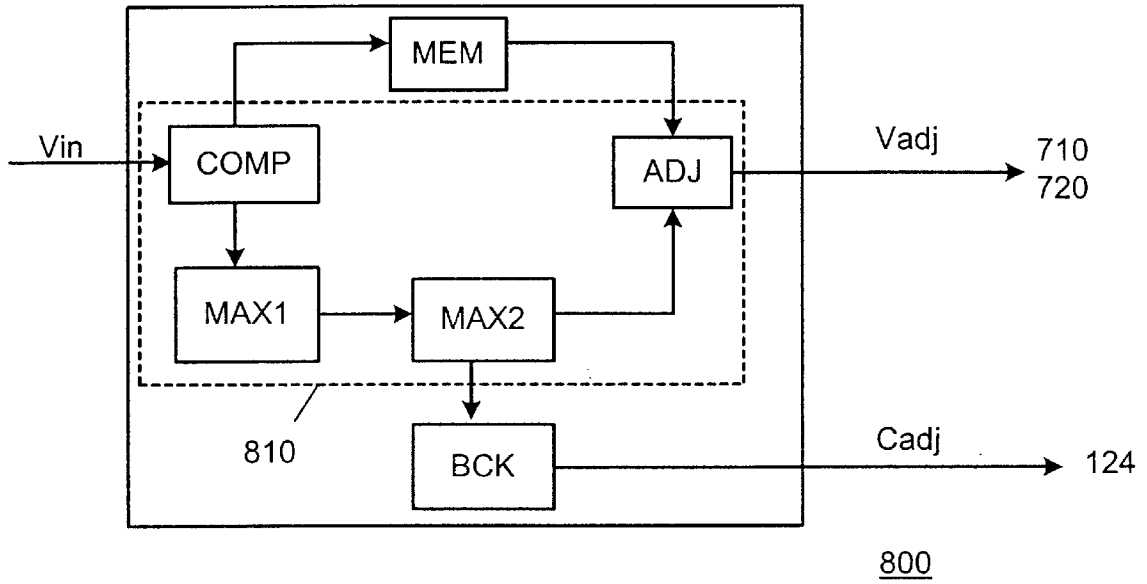 MEM
Vin
COMP
ADJ
Vadj
710
720
MAX1
MAX2
810
BCK
Cadj
124
800